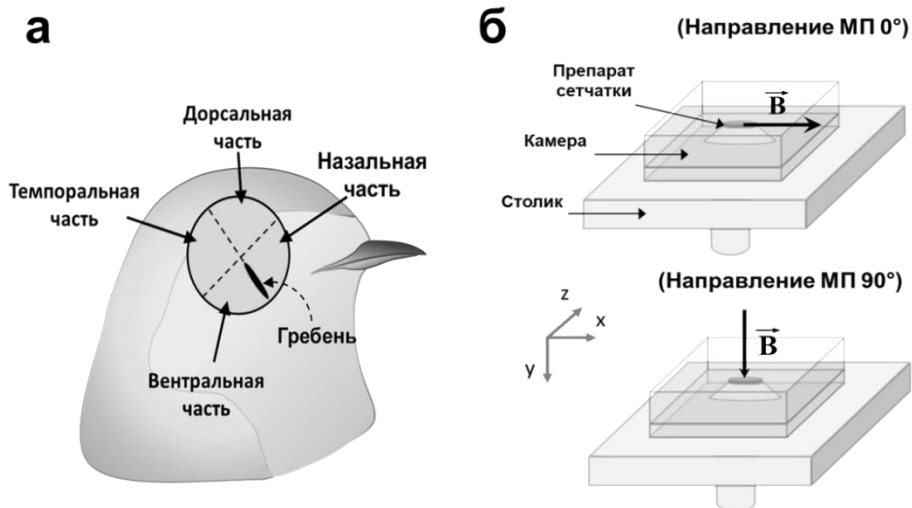 а
Дорсальная
часть
Назальная
часть
Темпоральная
часть
Гребень
Вентральная
часть
б
(Направление МП 0°)
Препарат
сетчатки
B
Камера
Столик
(Направление МП 90°)
z
x
y
B